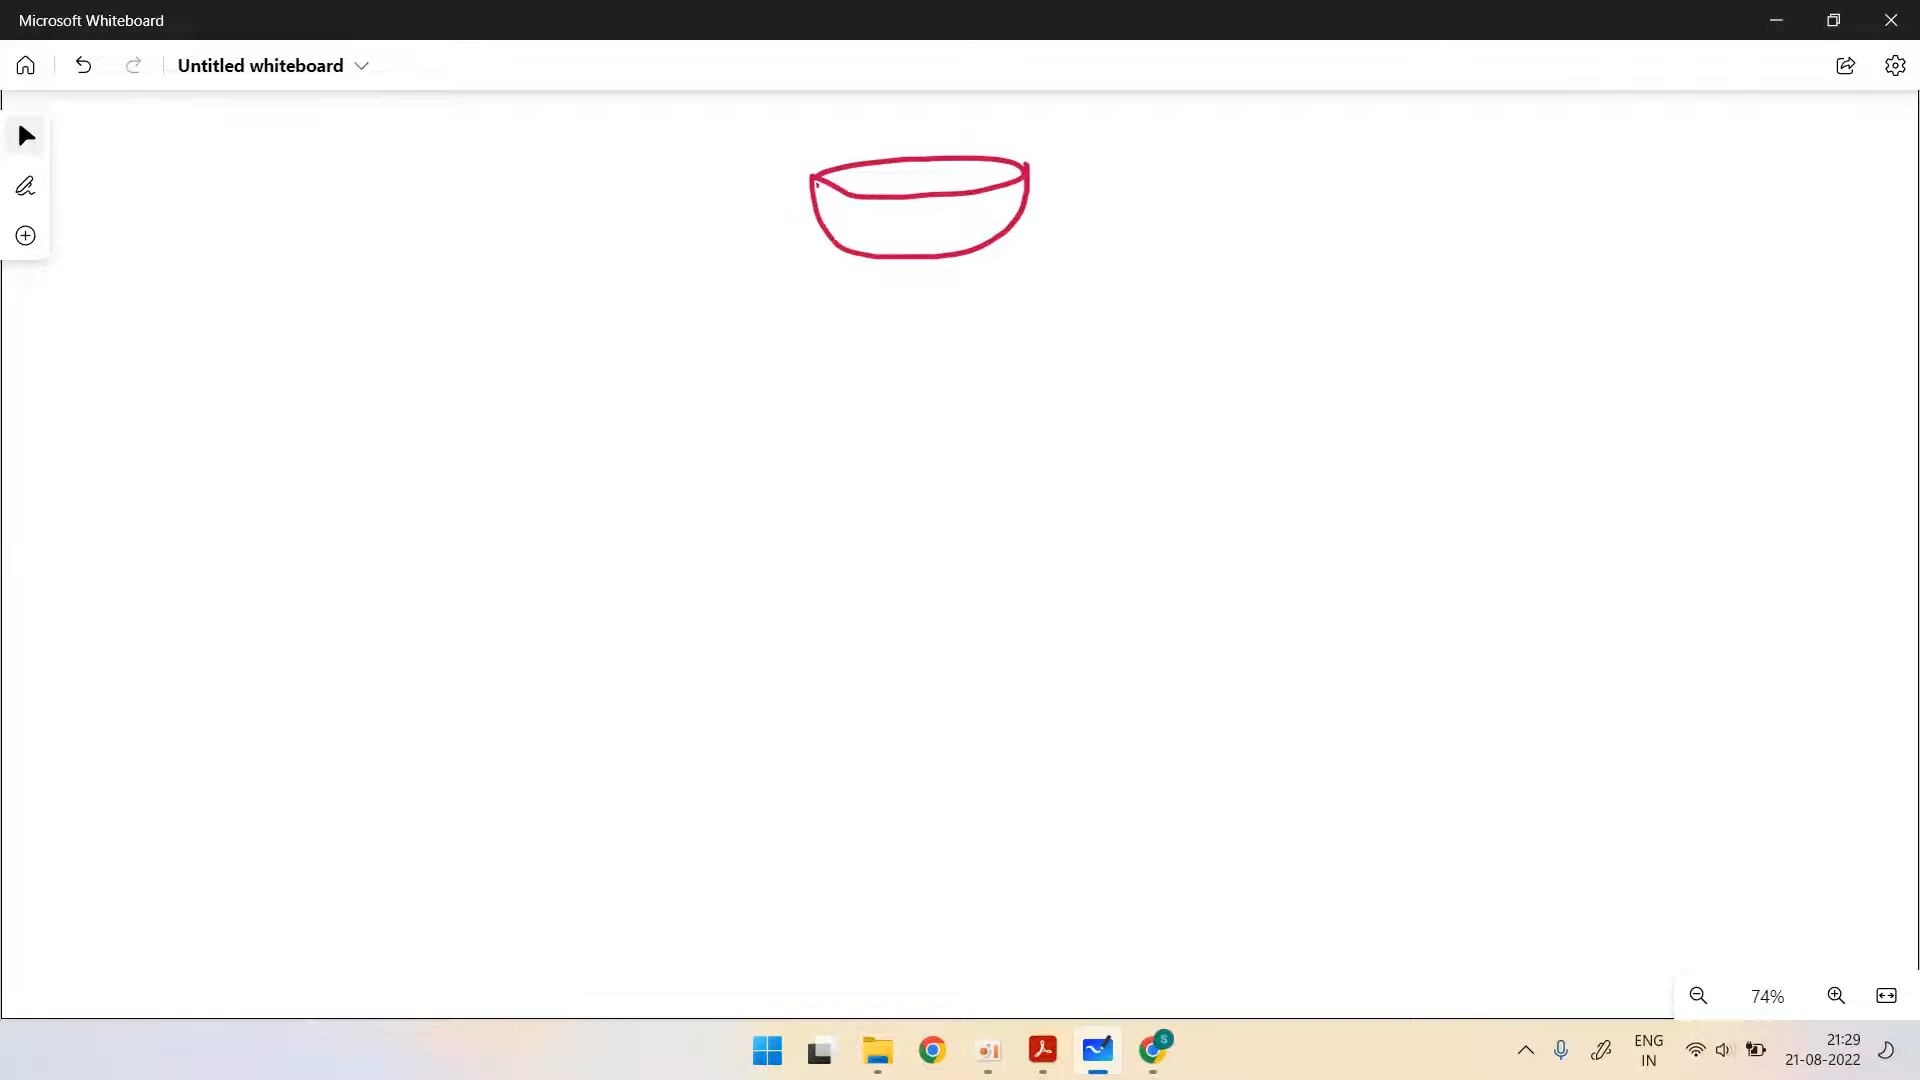 Microsoft Whiteboard
Untitled whiteboard
74%
S
ENG
IN
21:29
21-08-2022